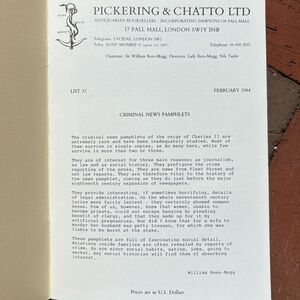 PICKERING & CHATTO LTD
ANTIQUARIAN BOOKSELLERS · INCORPORATING DAWSONS OF PALL MALL
17 PALL MALL, LONDON SW1Y 5NB
Chairman: Sir William Rees-Mogg. Directors: Lady Rees-Mogg, Nik Taylor
LIST 33
FEBRUARY 1984
CRIMINAL NEWS PAMPHLETS
The criminal news pamphlets of the reign of Charles II are
extremely rare and have been inadequately studied. Most of
them survive in single copies, as do many here, while few
survive in more than two or three.
They are of interest for three main reasons: as journalism,
as law and as social history. They prefigure the crime
reporting of the press. They are news from Fleet Street and
not law reports. They are therefore vital to the history of
the news pamphlet, coming as they do just before the major
eighteenth century expansion of newspapers.
They provide interesting, if sometimes horrifying, details of
legal administration. On the whole seventeenth century
juries were fairly lenient - they certainly showed common
sense. Few of us, however, knew that women, unable to
become priests, could not escape hanging by pleading
benefit of clergy, and that they made up for it by
artificial pregnancies. Nor did I know that for a wife to
murder her husband was petty treason, for which she was
liable to be burnt at the stake.
These pamphlets are full of fascinating social detail.
Relations inside families are often revealed by reports of
crime. So are minor social habits, eating, jokes, going to
market. Any social historian will find them of absorbing
interest.
William Rees-Mogg
Prices are in U.S. Dollars